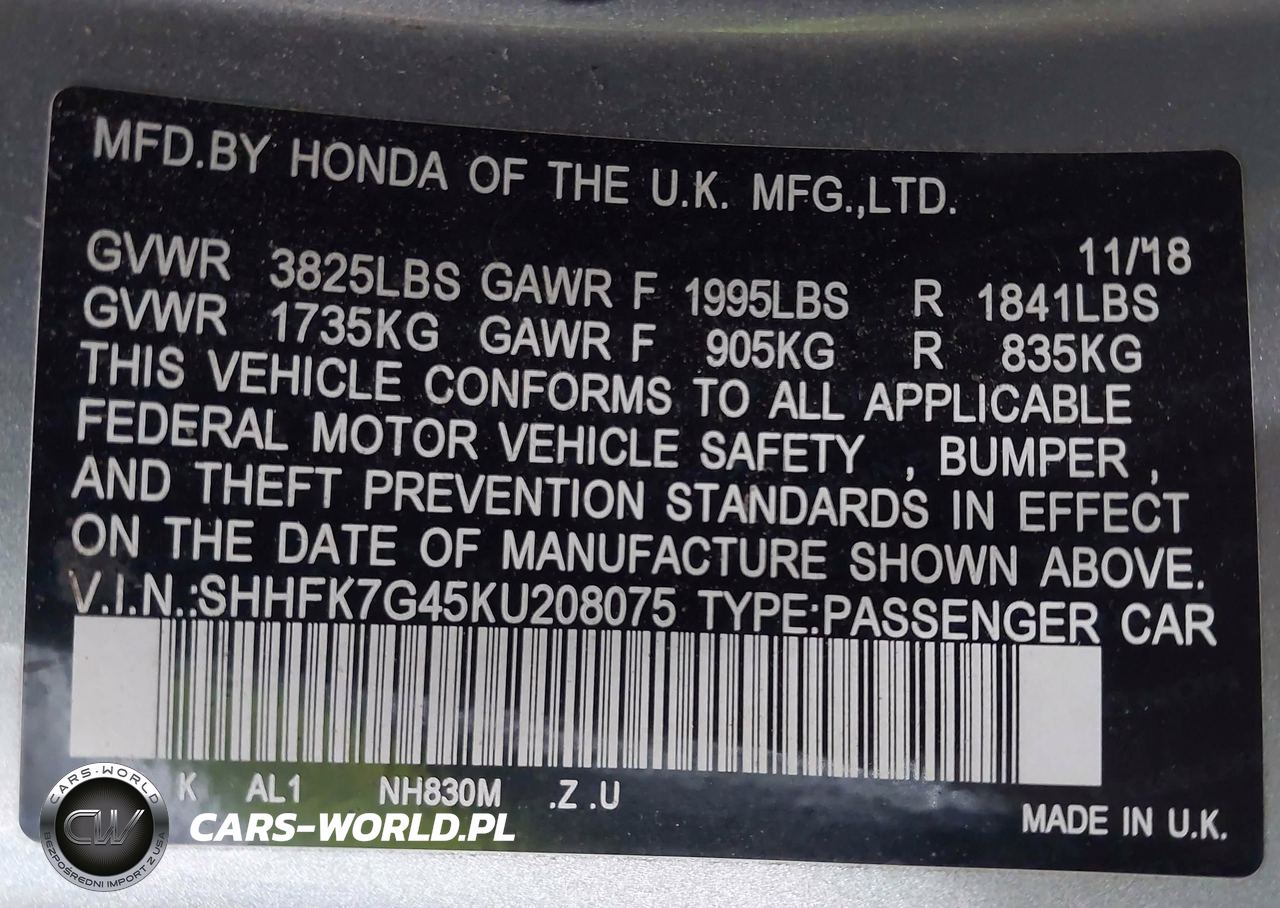 MFD.BY HONDA OF THE U.K. MFG.,LTD.
11/18
GVWR 3825LBS GAWR F 1995LBS R 1841LBS
GVWR 1735KG GAWR F 905KG R 835KG
THIS VEHICLE CONFORMS TO ALL APPLICABLE
FEDERAL MOTOR VEHICLE SAFETY , BUMPER ,
AND THEFT PREVENTION STANDARDS IN EFFECT
ON THE DATE OF MANUFACTURE SHOWN ABOVE.
V.I.N.:SHHFK7G45KU208075 TYPE:PASSENGER CAR
K AL1 NH830M .Z .U
MADE IN U.K.
CARS-WORLD
CW
BEZPOŚREDNI IMPORT Z USA
CARS-WORLD.PL